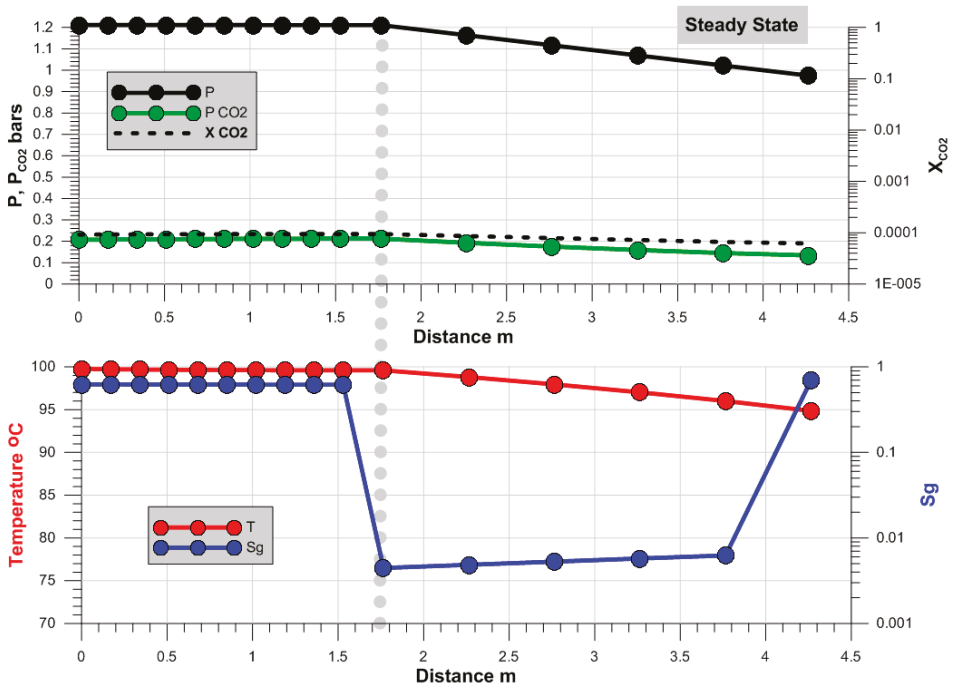 Steady State
1.2
1.1
1
0.9
0.8
0.7
0.6
0.5
0.4
0.3
0.2
0.1
0
P, P_CO2 bars
P
P CO2
X CO2
1
0.1
0.01
0.001
0.0001
1E-005
X_CO2
0 0.5 1 1.5 2 2.5 3 3.5 4 4.5
Distance m
100
95
90
85
80
75
70
Temperature ºC
T
Sg
1
0.1
0.01
0.001
Sg
0 0.5 1 1.5 2 2.5 3 3.5 4 4.5
Distance m